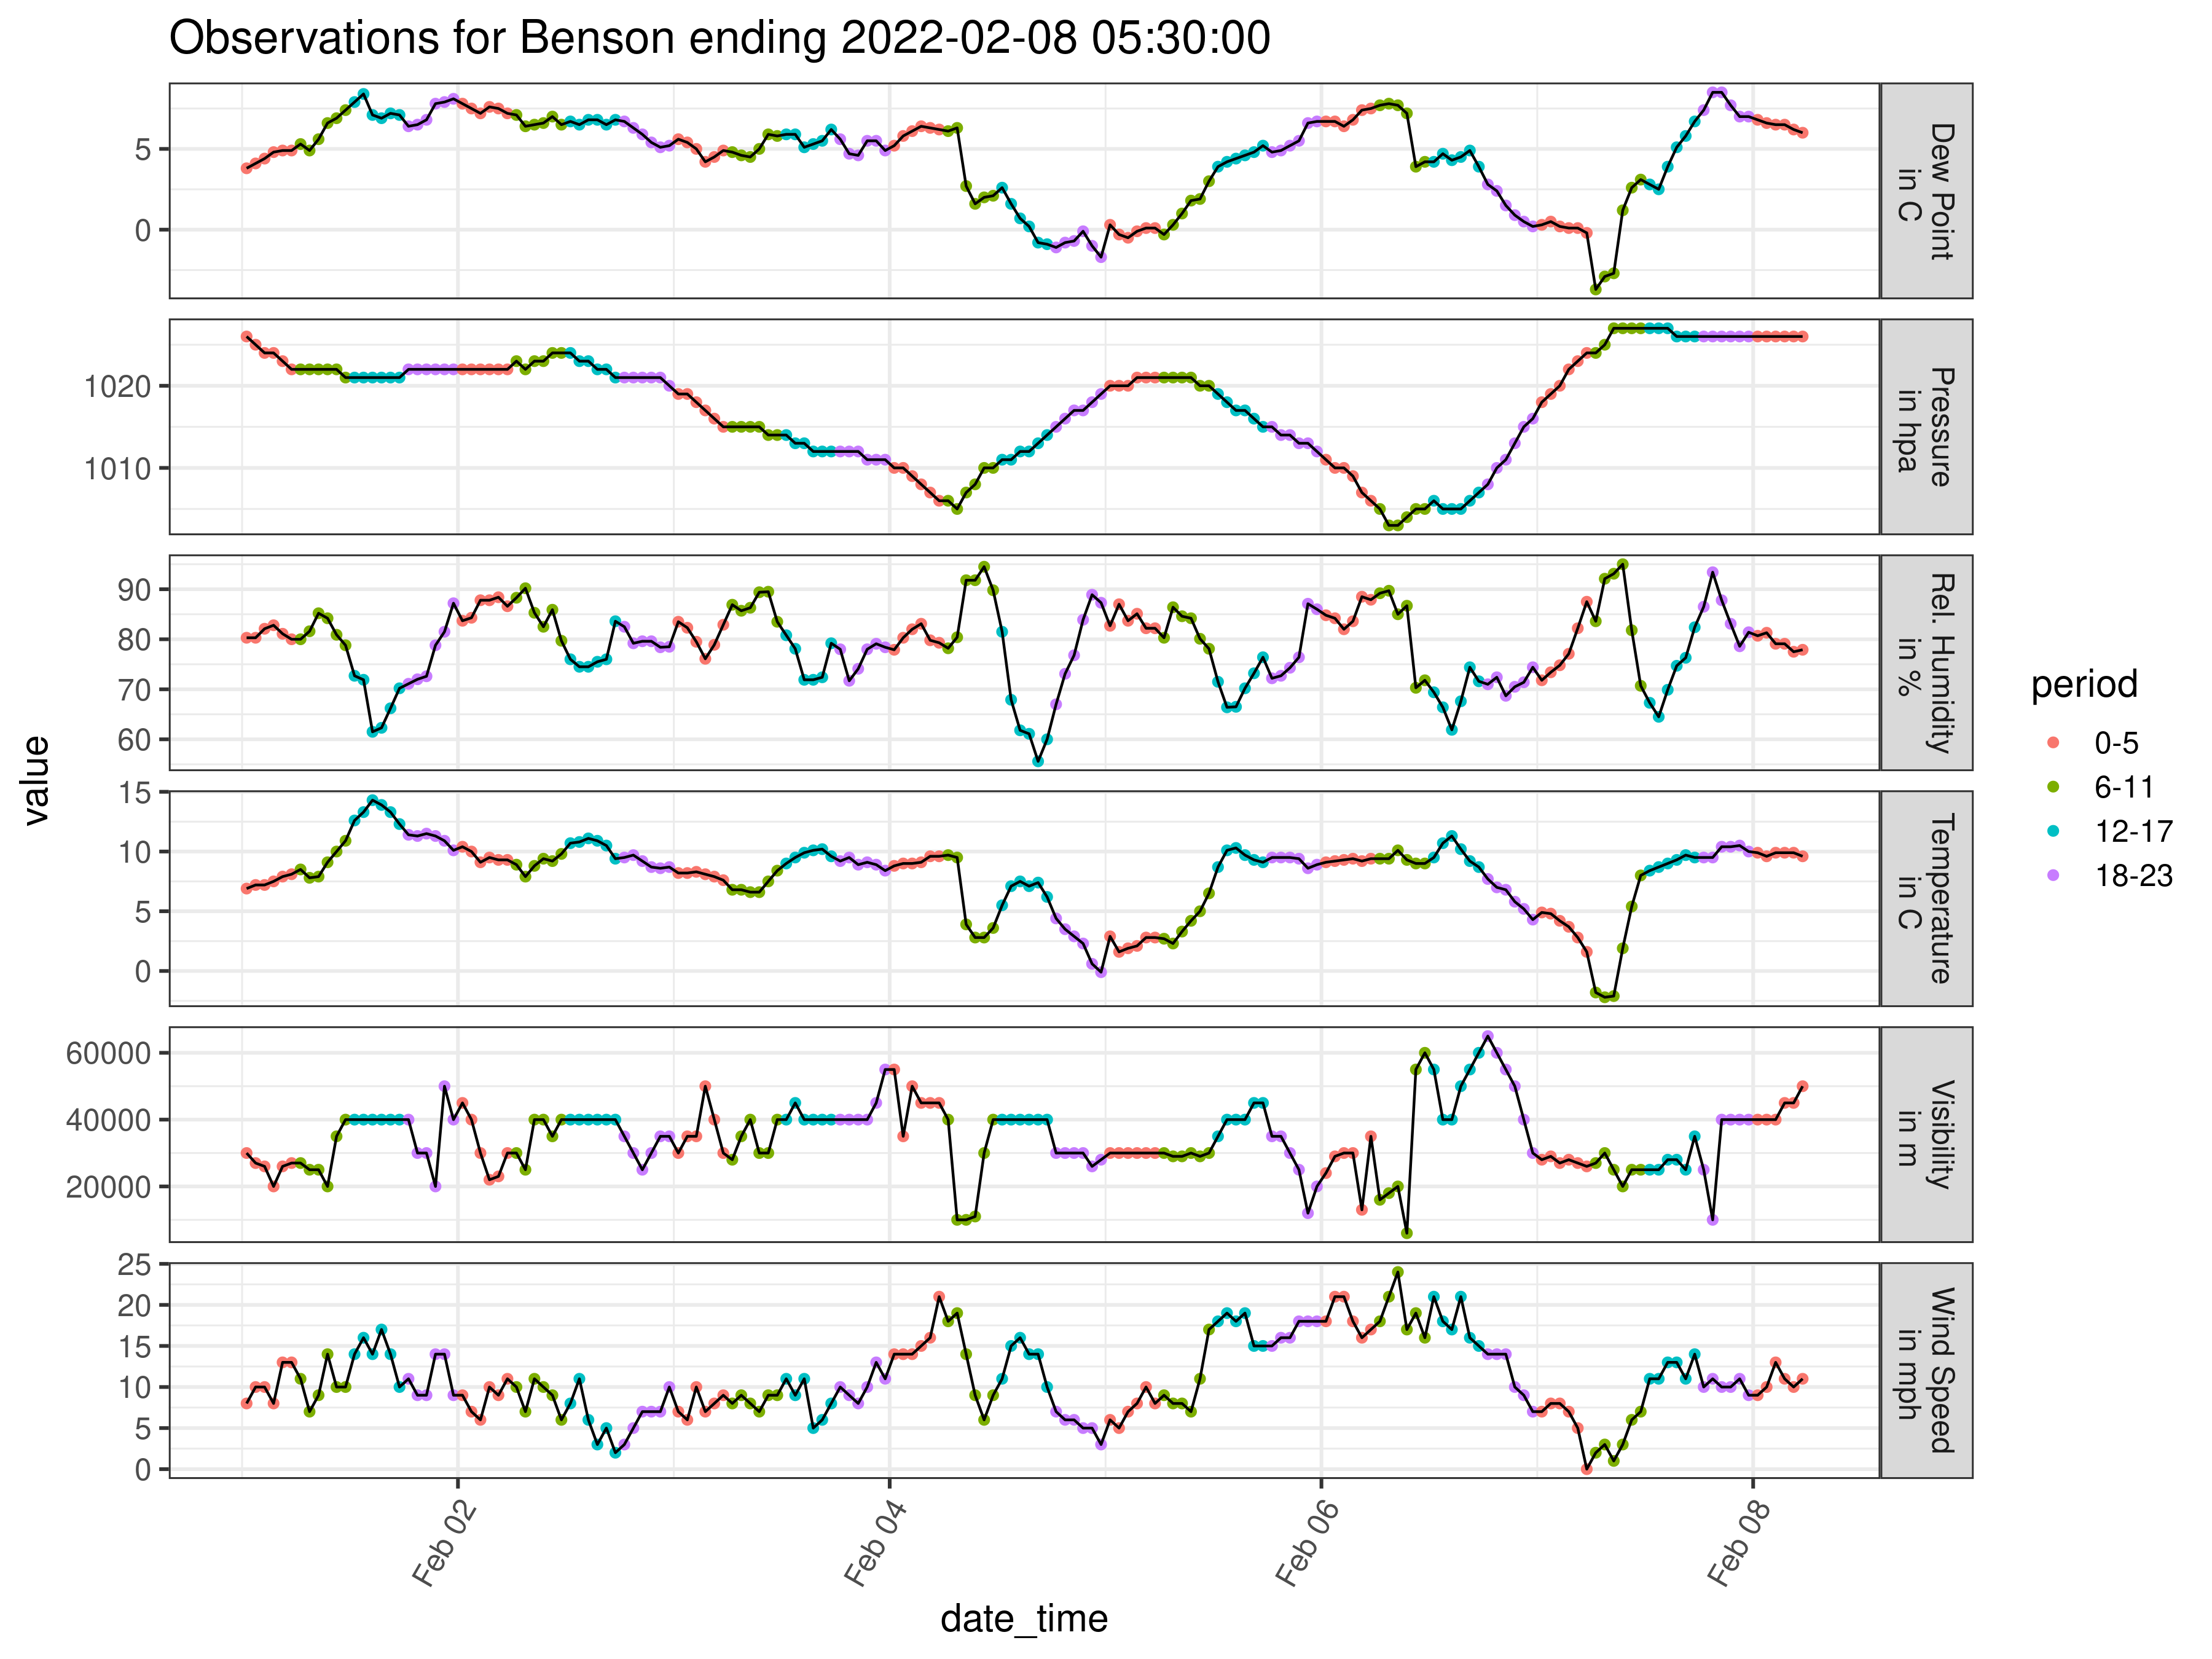 Observations for Benson ending 2022-02-08 05:30:00
5
0
Dew Point
in C
1020
1010
Pressure
in hpa
90
80
70
60
Rel. Humidity
in %
15
10
5
0
Temperature
in C
60000
40000
20000
Visibility
in m
25
20
15
10
5
0
Wind Speed
in mph
value
Feb 02
Feb 04
Feb 06
Feb 08
date_time
period
0-5
6-11
12-17
18-23